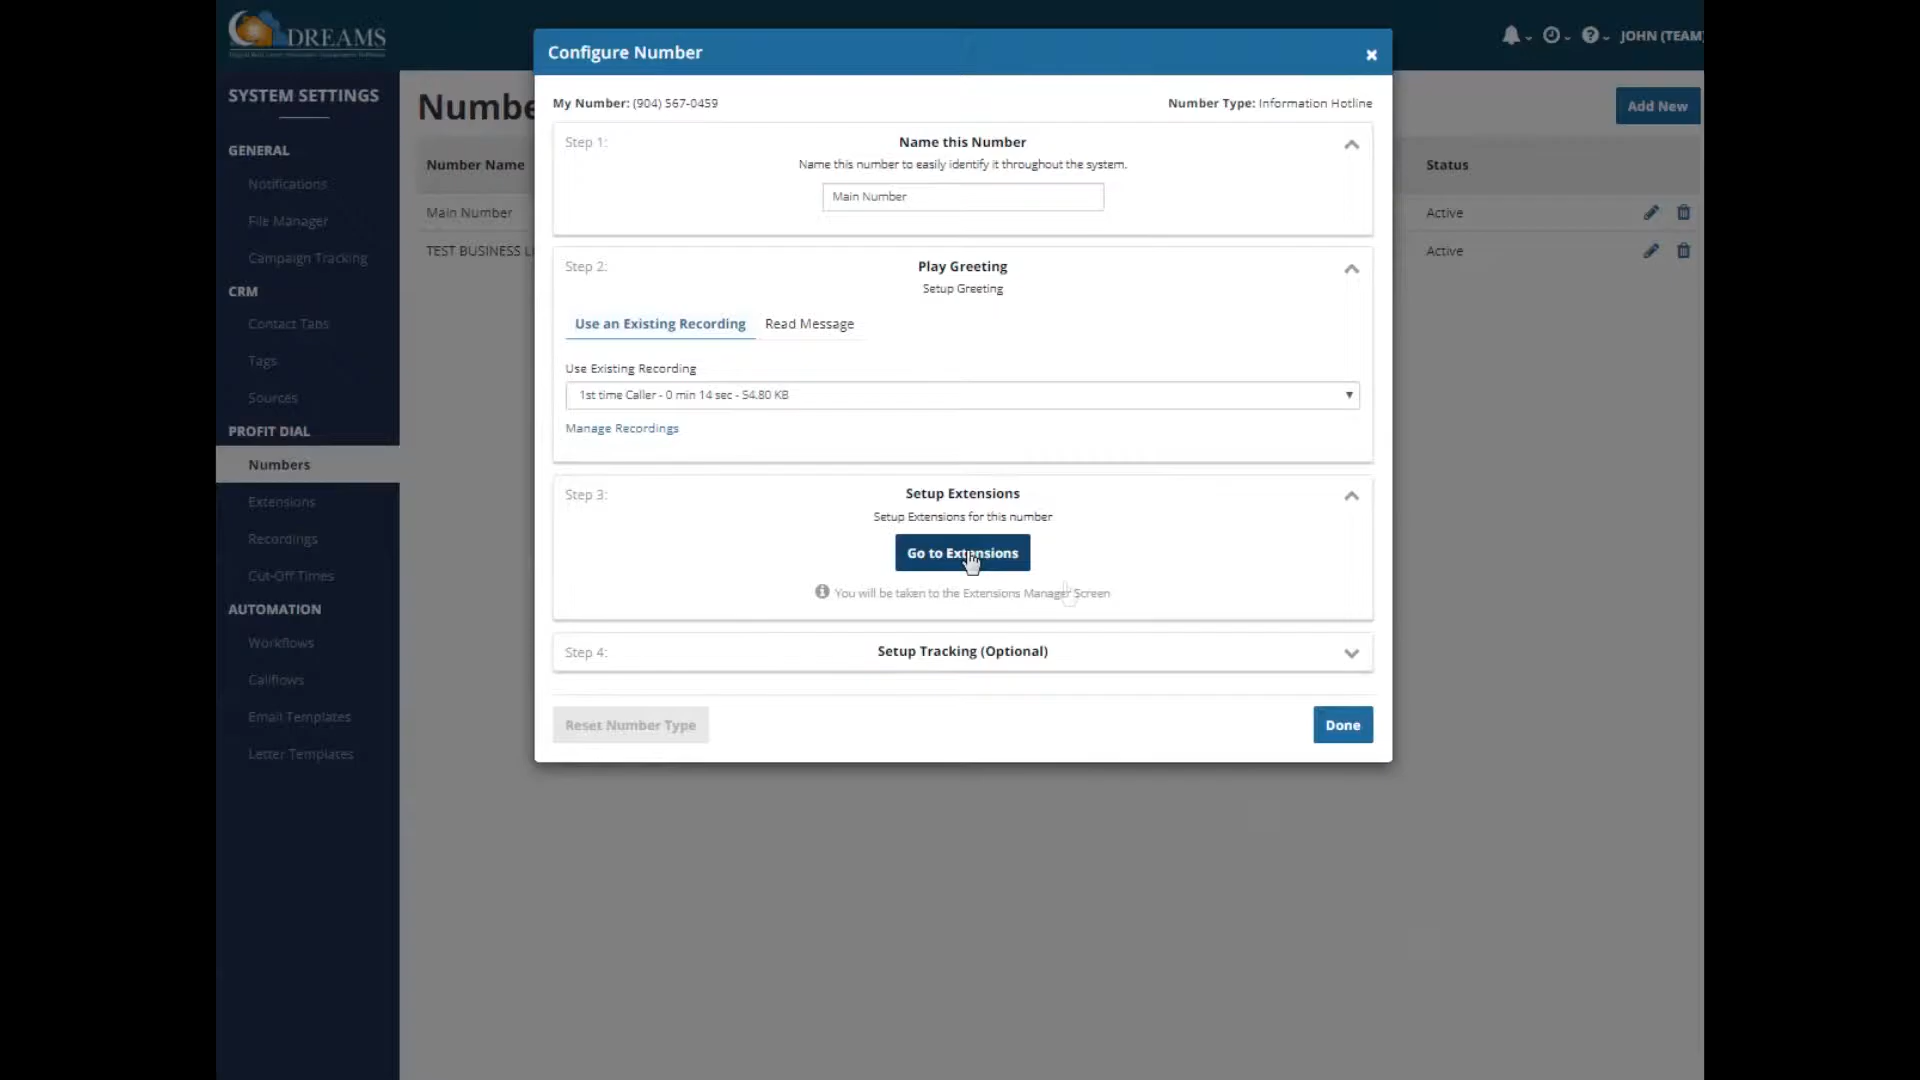 DREAMS
JOHN (TEAM)
SYSTEM SETTINGS
GENERAL
Notifications
File Manager
Campaign Tracking
CRM
Contact Tabs
Tags
Sources
PROFIT DIAL
Numbers
Extensions
Recordings
Cut-Off Times
AUTOMATION
Workflows
Callflows
Email Templates
Letter Templates
Numbe
Add New
Number Name
Status
Main Number
Active
TEST BUSINESS LI
Active
Configure Number
My Number: (904) 567-0459
Number Type: Information Hotline
Step 1:
Name this Number
Name this number to easily identify it throughout the system.
Main Number
Step 2:
Play Greeting
Setup Greeting
Use an Existing Recording
Read Message
Use Existing Recording
1st time Caller - 0 min 14 sec - 54.80 KB
Manage Recordings
Step 3:
Setup Extensions
Setup Extensions for this number
Go to Extensions
You will be taken to the Extensions Manager Screen
Step 4:
Setup Tracking (Optional)
Reset Number Type
Done